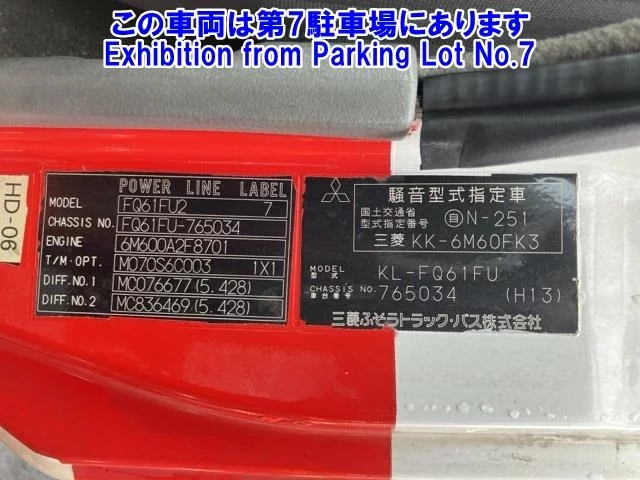 この車両は第7駐車場にあります
Exhibition from Parking Lot No.7
HD-06
POWER LINE LABEL
MODEL FQ61FU2 7
CHASSIS NO. FQ61FU-765034
ENGINE 6M600A2F8701
T/M・OPT. M070S6C003 1X1
DIFF.NO.1 MC076677(5.428)
DIFF.NO.2 MC836469(5.428)
騒音型式指定車
国土交通省
型式指定番号 自 N-251
三菱 KK-6M60FK3
MODEL
型式 KL-FQ61FU
CHASSIS NO.
車台番号 765034 (H13)
三菱ふそうトラック・バス株式会社